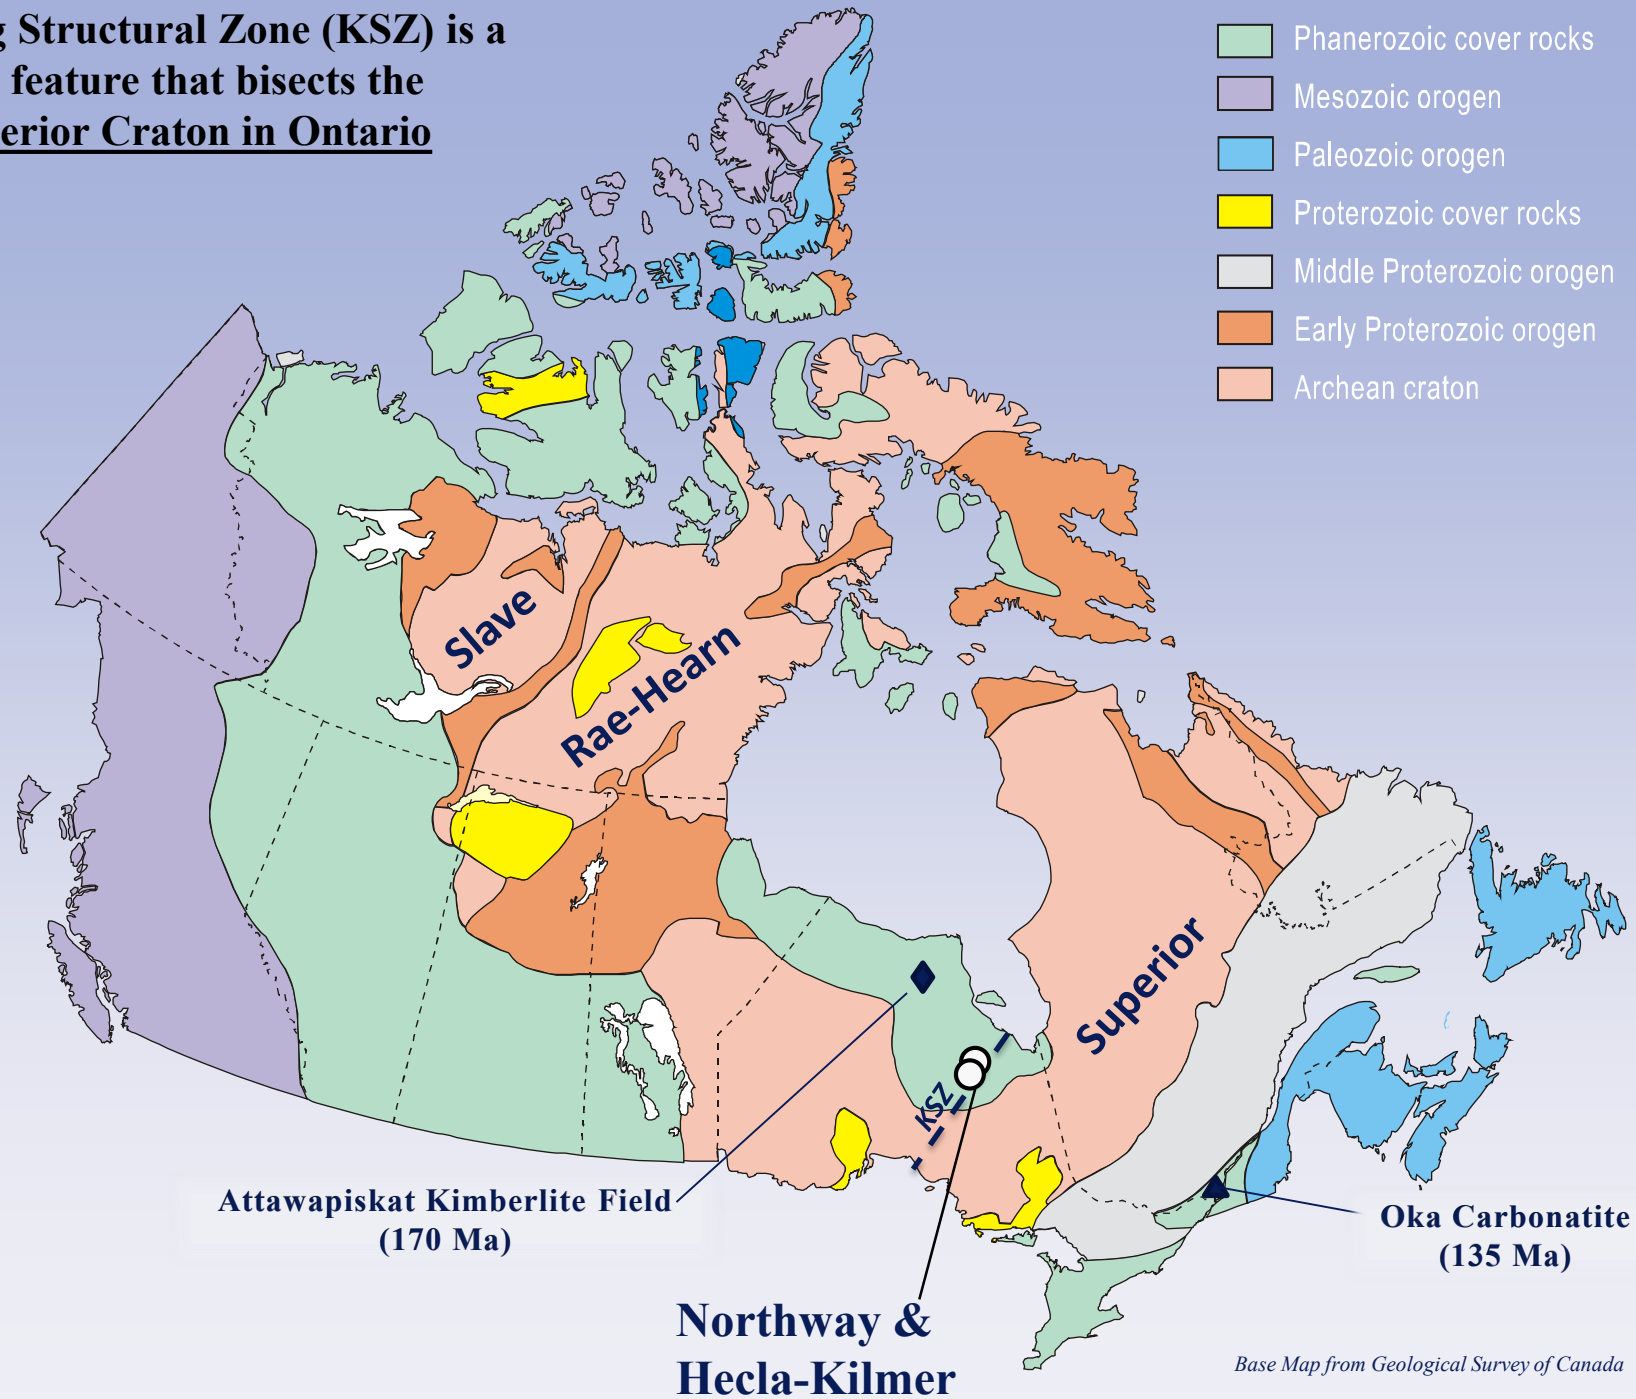 g Structural Zone (KSZ) is a
feature that bisects the
erior Craton in Ontario
Phanerozoic cover rocks
Mesozoic orogen
Paleozoic orogen
Proterozoic cover rocks
Middle Proterozoic orogen
Early Proterozoic orogen
Archean craton
Slave
Rae-Hearn
Superior
KSZ
Attawapiskat Kimberlite Field
(170 Ma)
Oka Carbonatite
(135 Ma)
Northway &
Hecla-Kilmer
Base Map from Geological Survey of Canada